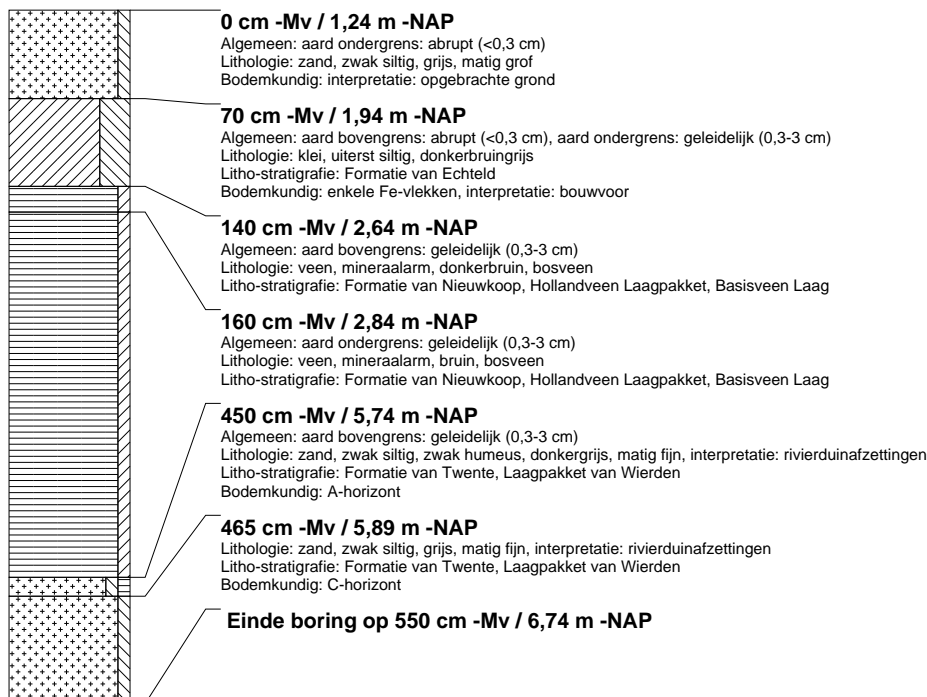 0 cm -Mv / 1,24 m -NAP
Algemeen: aard ondergrens: abrupt (<0,3 cm)
Lithologie: zand, zwak siltig, grijs, matig grof
Bodemkundig: interpretatie: opgebrachte grond
70 cm -Mv / 1,94 m -NAP
Algemeen: aard bovengrens: abrupt (<0,3 cm), aard ondergrens: geleidelijk (0,3-3 cm)
Lithologie: klei, uiterst siltig, donkerbruingrijs
Litho-stratigrafie: Formatie van Echteld
Bodemkundig: enkele Fe-vlekken, interpretatie: bouwvoor
140 cm -Mv / 2,64 m -NAP
Algemeen: aard bovengrens: geleidelijk (0,3-3 cm)
Lithologie: veen, mineraalarm, donkerbruin, bosveen
Litho-stratigrafie: Formatie van Nieuwkoop, Hollandveen Laagpakket, Basisveen Laag
160 cm -Mv / 2,84 m -NAP
Algemeen: aard ondergrens: geleidelijk (0,3-3 cm)
Lithologie: veen, mineraalarm, bruin, bosveen
Litho-stratigrafie: Formatie van Nieuwkoop, Hollandveen Laagpakket, Basisveen Laag
450 cm -Mv / 5,74 m -NAP
Algemeen: aard bovengrens: geleidelijk (0,3-3 cm)
Lithologie: zand, zwak siltig, zwak humeus, donkergrijs, matig fijn, interpretatie: rivierduinafzettingen
Litho-stratigrafie: Formatie van Twente, Laagpakket van Wierden
Bodemkundig: A-horizont
465 cm -Mv / 5,89 m -NAP
Lithologie: zand, zwak siltig, grijs, matig fijn, interpretatie: rivierduinafzettingen
Litho-stratigrafie: Formatie van Twente, Laagpakket van Wierden
Bodemkundig: C-horizont
Einde boring op 550 cm -Mv / 6,74 m -NAP